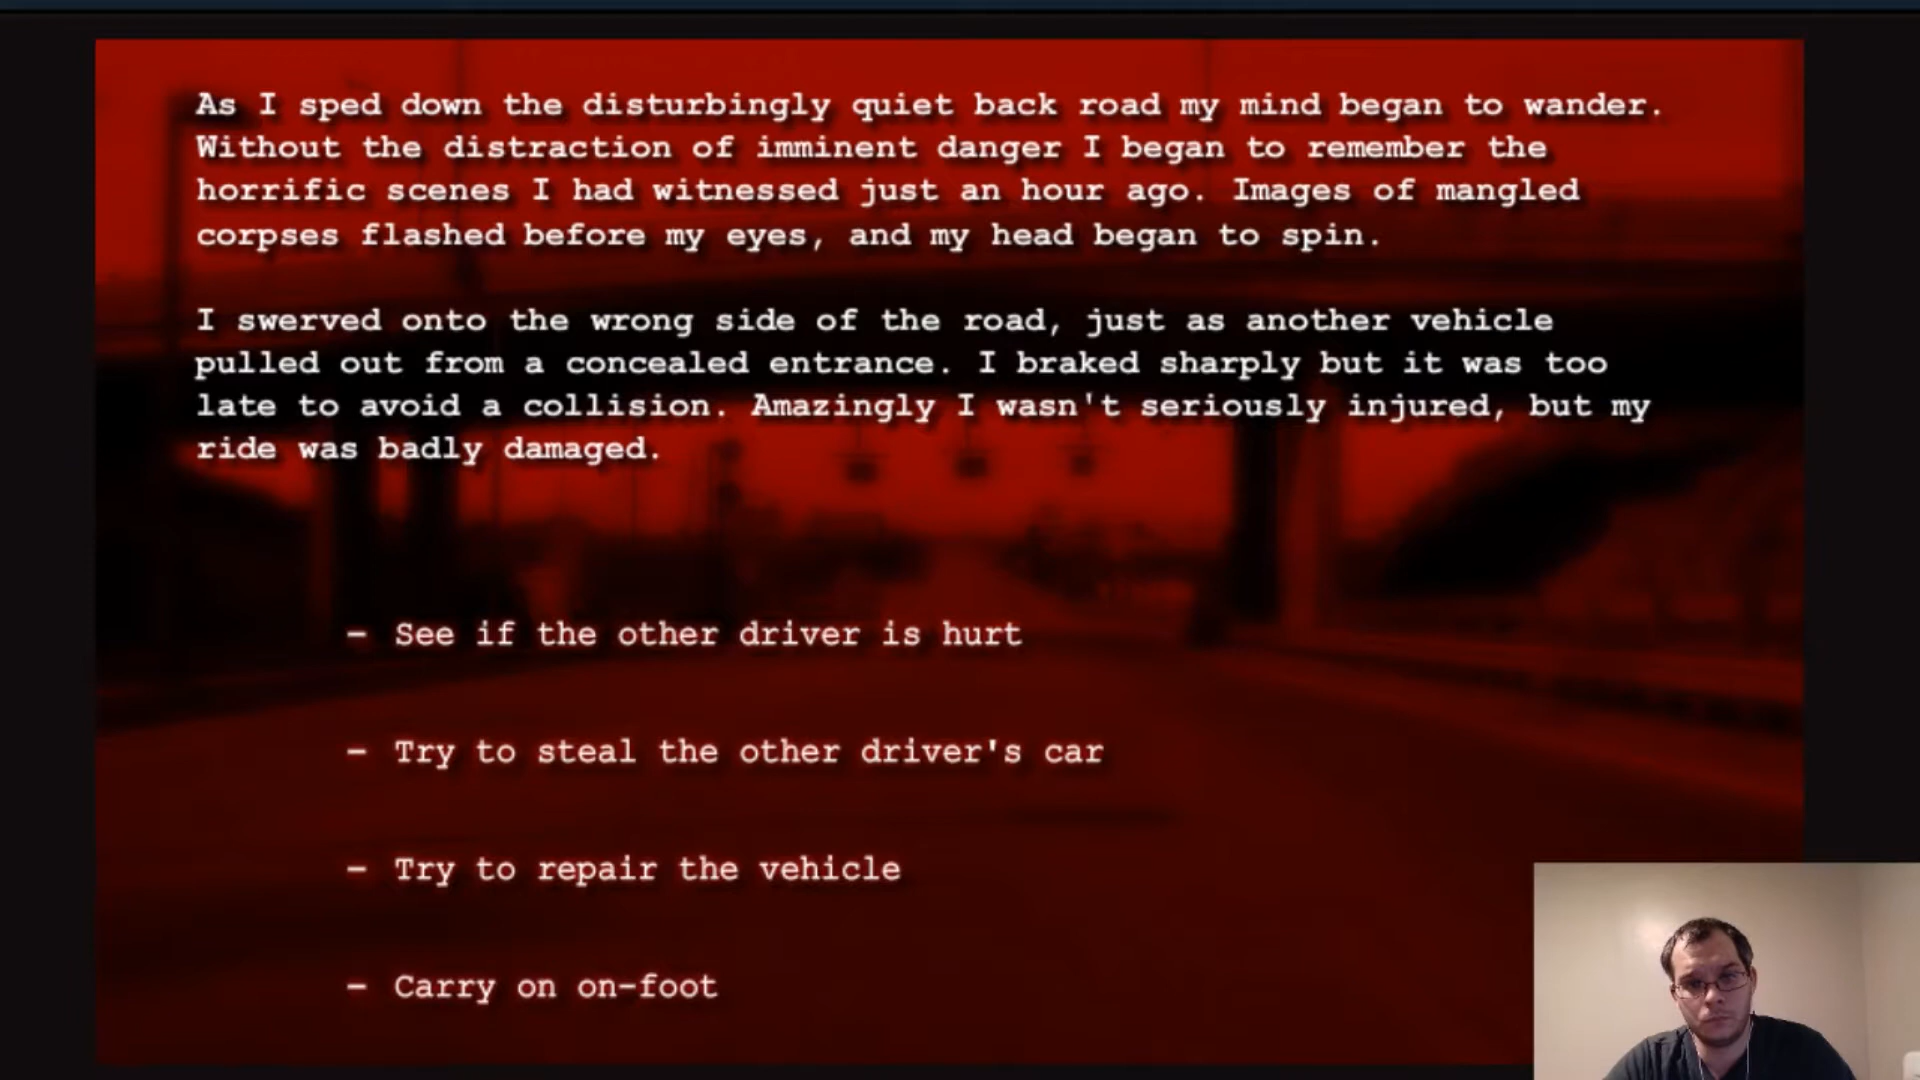 As I sped down the disturbingly quiet back road my mind began to wander.
Without the distraction of imminent danger I began to remember the
horrific scenes I had witnessed just an hour ago. Images of mangled
corpses flashed before my eyes, and my head began to spin.
I swerved onto the wrong side of the road, just as another vehicle
pulled out from a concealed entrance. I braked sharply but it was too
late to avoid a collision. Amazingly I wasn't seriously injured, but my
ride was badly damaged.
- See if the other driver is hurt
- Try to steal the other driver's car
- Try to repair the vehicle
- Carry on on-foot